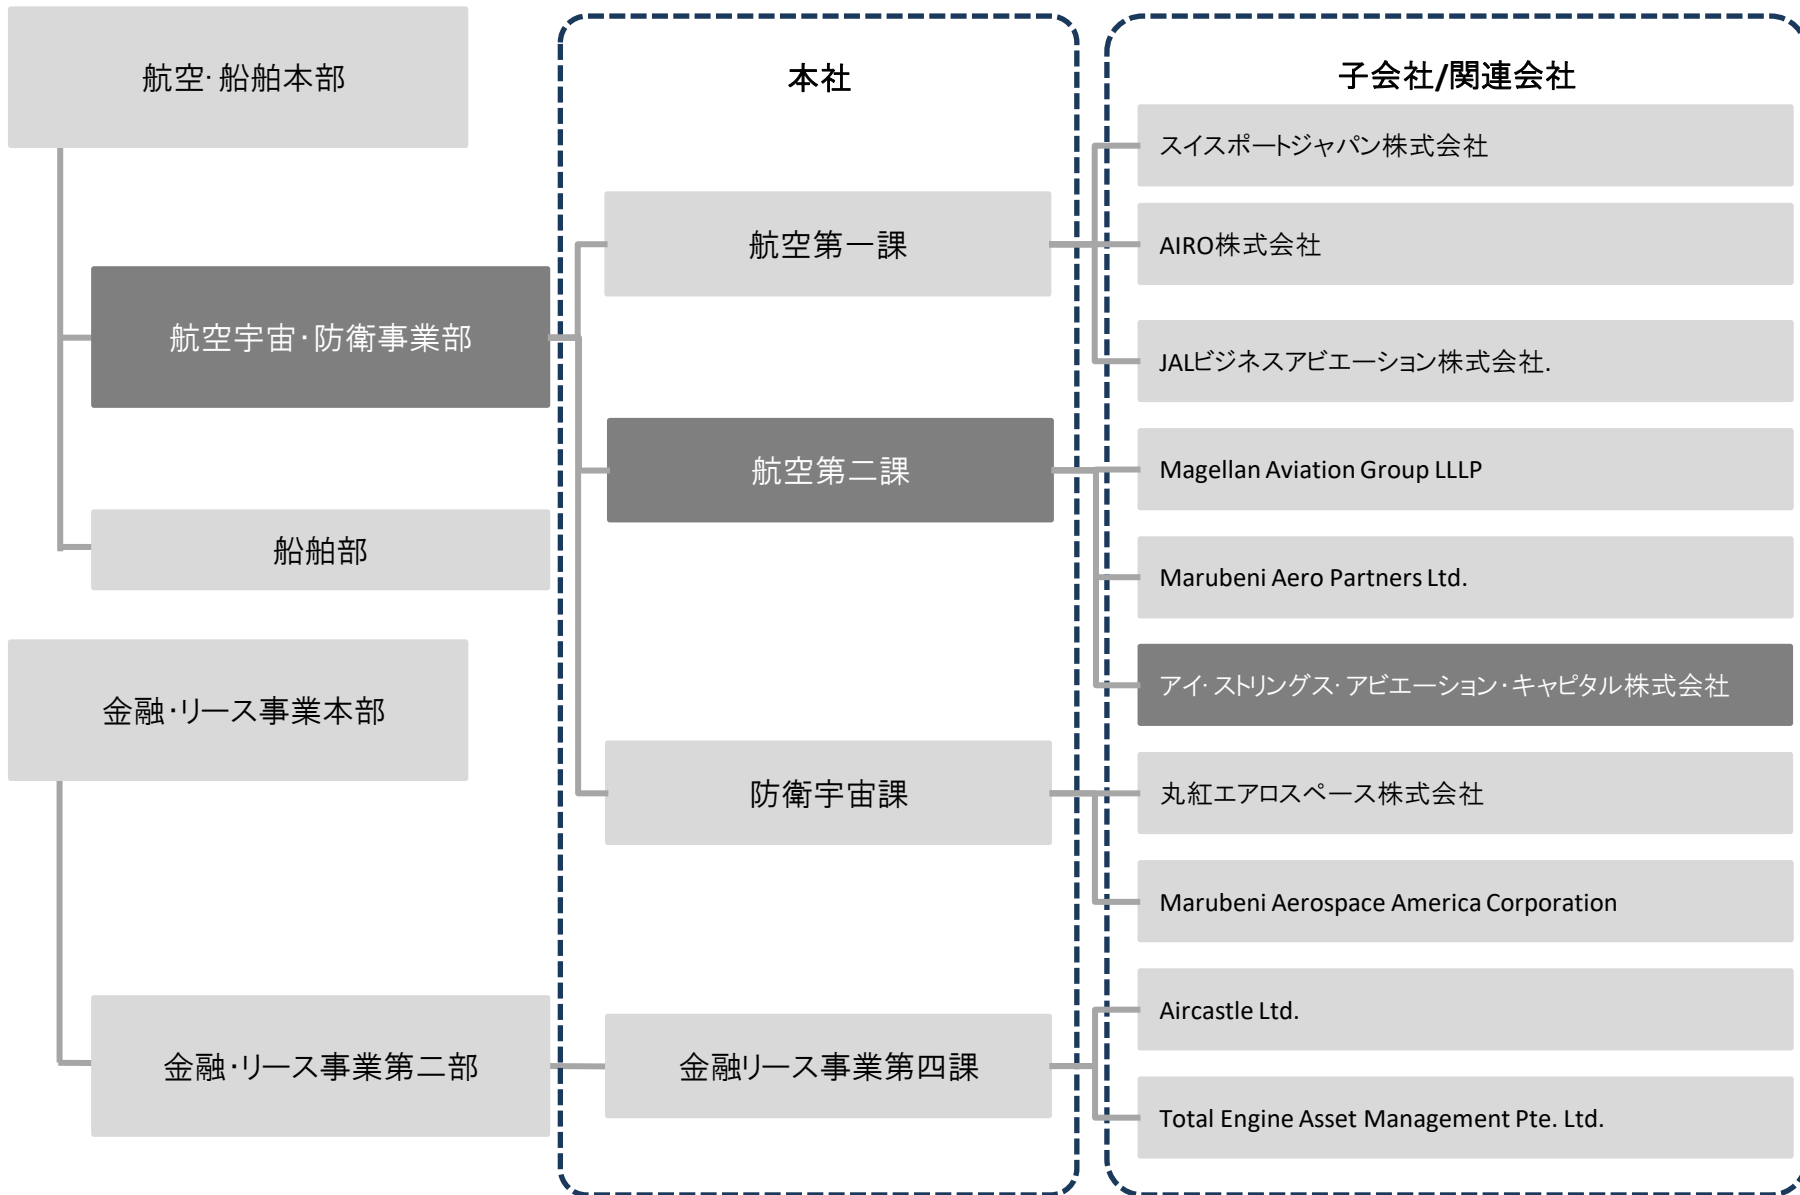 航空·船舶本部
本社
子会社/関連会社
スイスポートジャパン株式会社
航空第一課
AIRO株式会社
航空宇宙·防衛事業部
JALビジネスアビエーション株式会社.
航空第二課
Magellan Aviation Group LLLP
船舶部
Marubeni Aero Partners Ltd.
金融·リース事業本部
アイ·ストリングス·アビエーション·キャピタル株式会社
防衛宇宙課
丸紅エアロスペース株式会社
Marubeni Aerospace America Corporation
金融·リース事業第二部
金融リース事業第四課
Aircastle Ltd.
Total Engine Asset Management Pte. Ltd.